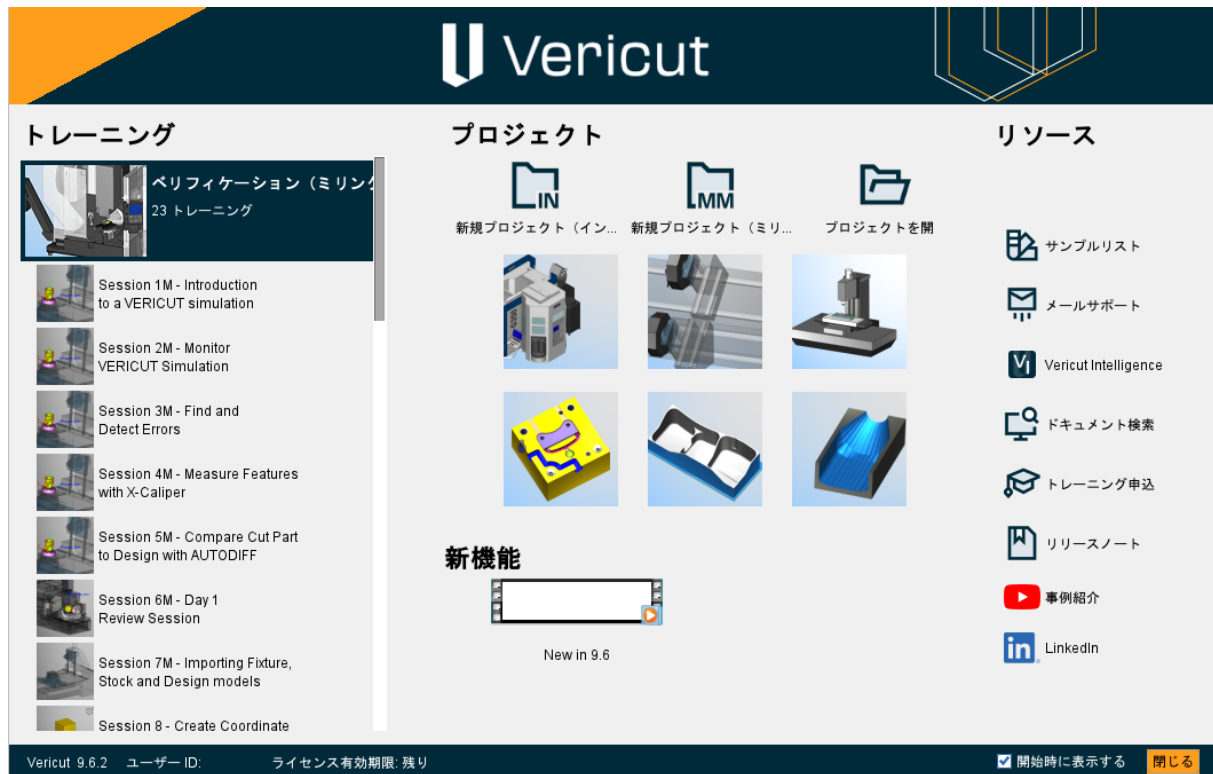 Vericut
トレーニング
ベリフィケーション（ミリング
23 トレーニング
Session 1M - Introduction
to a VERICUT simulation
Session 2M - Monitor
VERICUT Simulation
Session 3M - Find and
Detect Errors
Session 4M - Measure Features
with X-Caliper
Session 5M - Compare Cut Part
to Design with AUTODIFF
Session 6M - Day 1
Review Session
Session 7M - Importing Fixture,
Stock and Design models
Session 8 - Create Coordinate
プロジェクト
IN
MM
新規プロジェクト（イン...
新規プロジェクト（ミリ...
プロジェクトを開
新機能
New in 9.6
リソース
サンプルリスト
メールサポート
Vericut Intelligence
ドキュメント検索
トレーニング申込
リリースノート
事例紹介
LinkedIn
Vericut 9.6.2 ユーザー ID: ライセンス有効期限: 残り
開始時に表示する
閉じる